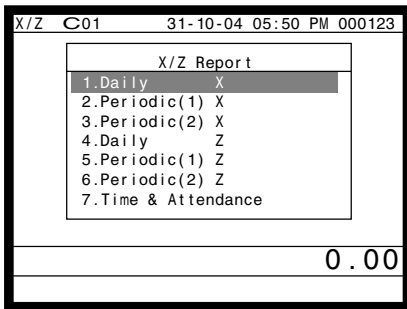 X/Z C01 31-10-04 05:50 PM 000123
X/Z Report
1.Daily X
2.Periodic(1) X
3.Periodic(2) X
4.Daily Z
5.Periodic(1) Z
6.Periodic(2) Z
7.Time & Attendance
0.00